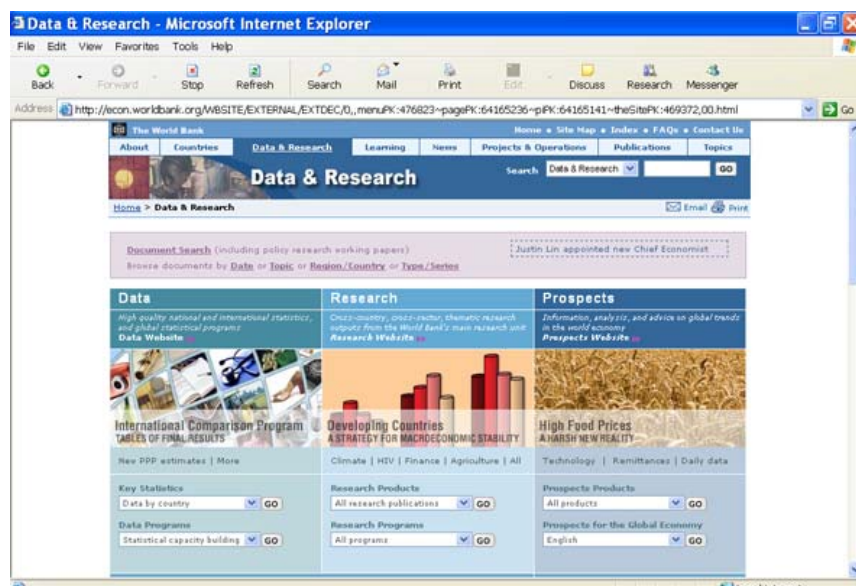 Data & Research - Microsoft Internet Explorer
File Edit View Favorites Tools Help
Back Forward Stop Refresh Search Mail Print Edit Discuss Research Messenger
Address http://econ.worldbank.org/WBSITE/EXTERNAL/EXTDEC/0,,menuPK:476823~pagePK:64165236~piPK:64165141~theSitePK:469372,00.html Go
The World Bank Home • Site Map • Index • FAQs • Contact Us
About Countries Data & Research Learning News Projects & Operations Publications Topics
Data & Research Search Data & Research GO
Home > Data & Research Email Print
Document Search (including policy research working papers) Justin Lin appointed new Chief Economist
Browse documents by Date or Topic or Region/Country or Type/Series
Data Research Prospects
High quality national and international statistics, and global statistical programs
Data Website
Cross-country, cross-sector, thematic research outputs from the World Bank's main research unit
Research Website
Information, analysis, and advice on global trends in the world economy
Prospects Website
International Comparison Program
TABLES OF FINAL RESULTS
Developing Countries
A STRATEGY FOR MACROECONOMIC STABILITY
High Food Prices
A HARSH NEW REALITY
New PPP estimates | More
Climate | HIV | Finance | Agriculture | All
Technology | Remittances | Daily data
Key Statistics
Data by country GO
Data Programs
Statistical capacity building GO
Research Products
All research publications GO
Research Programs
All programs GO
Prospects Products
All products GO
Prospects for the Global Economy
English GO